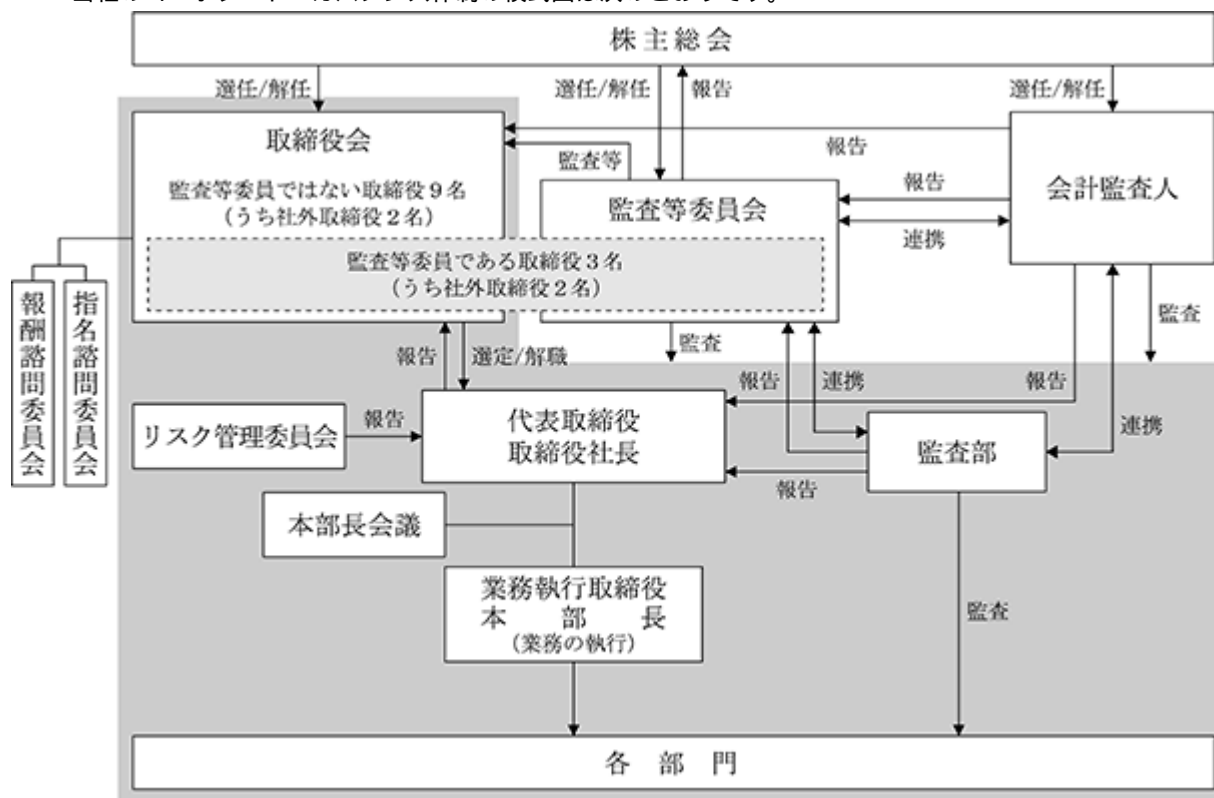 株主総会
選任/解任
選任/解任
報告
選任/解任
取締役会
監査等委員ではない取締役9名
(うち社外取締役2名)
監査等
監査等委員会
報告
報告
連携
会計監査人
監査等委員である取締役3名
(うち社外取締役2名)
報酬諮問委員会
指名諮問委員会
報告
選定/解職
監査
監査
報告
連携
報告
連携
リスク管理委員会
報告
代表取締役
取締役社長
監査部
報告
本部長会議
業務執行取締役
本部長
(業務の執行)
監査
各部門